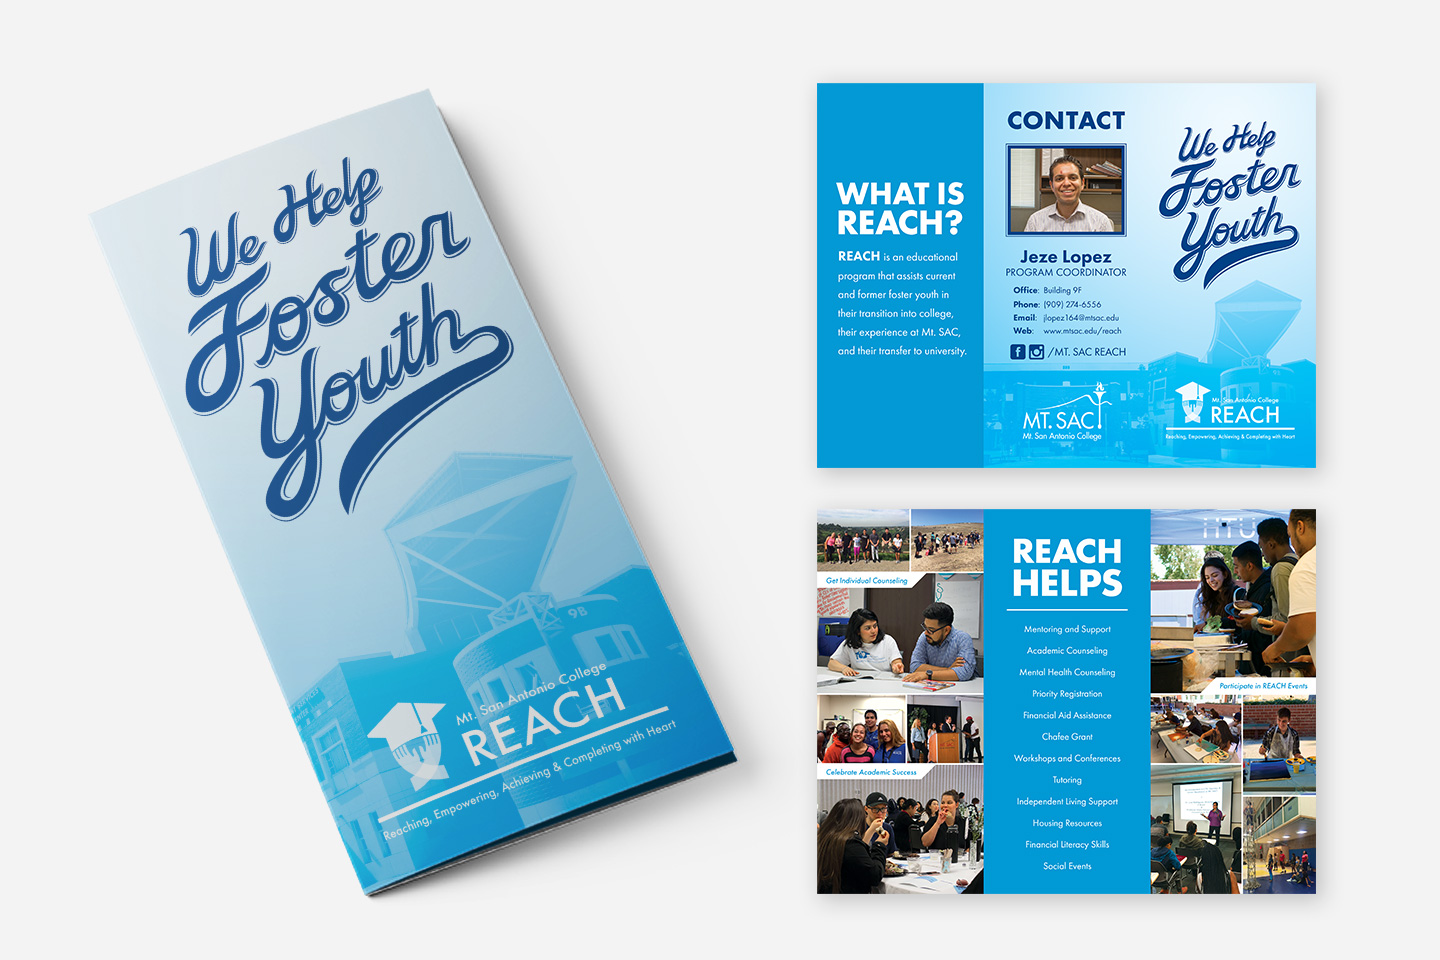 We Help
Foster
Youth
9B
Mt. San Antonio College
REACH
Reaching, Empowering, Achieving & Completing with Heart
WHAT IS
REACH?
REACH is an educational
program that assists current
and former foster youth in
their transition into college,
their experience at Mt. SAC,
and their transfer to university.
CONTACT
Jeze Lopez
PROGRAM COORDINATOR
Office: Building 9F
Phone: (909) 274-6556
Email: jlopez164@mtsac.edu
Web: www.mtsac.edu/reach
f /MT. SAC REACH
MT. SAC
Mt. San Antonio College
We Help
Foster
Youth
Mt. San Antonio College
REACH
Reaching, Empowering, Achieving & Completing with Heart
Get Individual Counseling
Celebrate Academic Success
REACH
HELPS
Mentoring and Support
Academic Counseling
Mental Health Counseling
Priority Registration
Financial Aid Assistance
Chafee Grant
Workshops and Conferences
Tutoring
Independent Living Support
Housing Resources
Financial Literacy Skills
Social Events
Participate in REACH Events